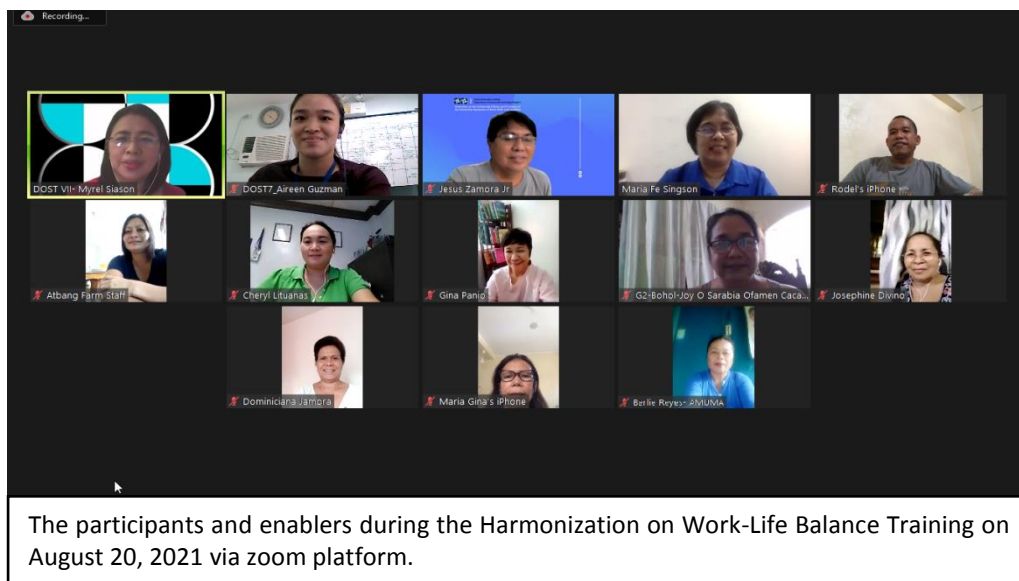 Recording...
DOST VII- Myrel Siason
DOST7_Aireen Guzman
Jesus Zamora Jr
Maria Fe Singson
Rodel's iPhone
Atbang Farm Staff
Cheryl Lituanas
Gina Panio
G2-Bohol-Joy O Sarabia Ofamen Caca...
Josephine Divino
Dominiciana Jamora
Maria Gina's iPhone
Berlie Reyes- AMUMA
The participants and enablers during the Harmonization on Work-Life Balance Training on
August 20, 2021 via zoom platform.